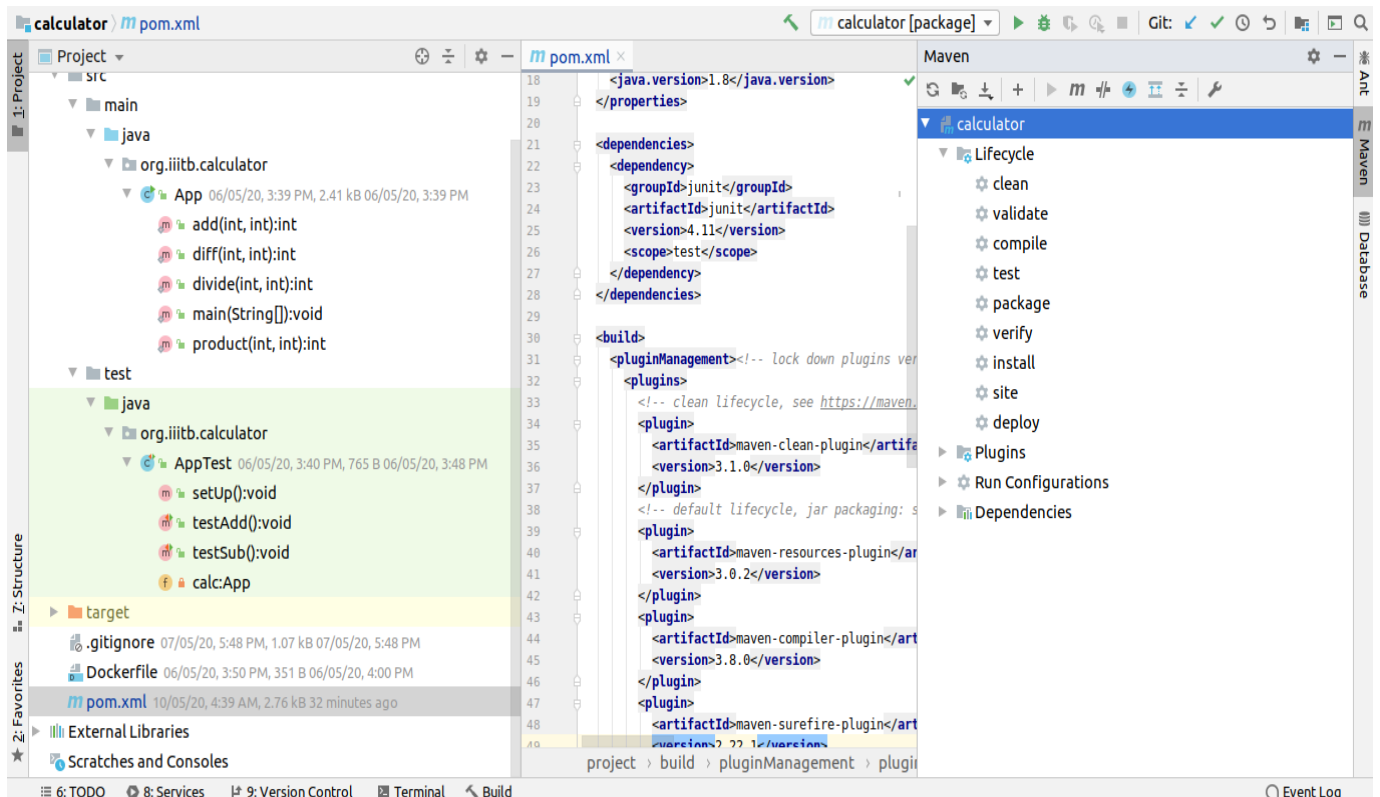 calculator m pom.xml
m calculator [package]
Git:
1: Project
7: Structure
2: Favorites
Project
src
main
java
org.iiitb.calculator
App 06/05/20, 3:39 PM, 2.41 kB 06/05/20, 3:39 PM
add(int, int):int
diff(int, int):int
divide(int, int):int
main(String[]):void
product(int, int):int
test
java
org.iiitb.calculator
AppTest 06/05/20, 3:40 PM, 765 B 06/05/20, 3:48 PM
setUp():void
testAdd():void
testSub():void
calc:App
target
.gitignore 07/05/20, 5:48 PM, 1.07 kB 07/05/20, 5:48 PM
Dockerfile 06/05/20, 3:50 PM, 351 B 06/05/20, 4:00 PM
m pom.xml 10/05/20, 4:39 AM, 2.76 kB 32 minutes ago
External Libraries
Scratches and Consoles
m pom.xml
18 <java.version>1.8</java.version>
19 </properties>
20
21 <dependencies>
22 <dependency>
23 <groupId>junit</groupId>
24 <artifactId>junit</artifactId>
25 <version>4.11</version>
26 <scope>test</scope>
27 </dependency>
28 </dependencies>
29
30 <build>
31 <pluginManagement><!-- lock down plugins ver
32 <plugins>
33 <!-- clean lifecycle, see https://maven.
34 <plugin>
35 <artifactId>maven-clean-plugin</artifa
36 <version>3.1.0</version>
37 </plugin>
38 <!-- default lifecycle, jar packaging: s
39 <plugin>
40 <artifactId>maven-resources-plugin</ar
41 <version>3.0.2</version>
42 </plugin>
43 <plugin>
44 <artifactId>maven-compiler-plugin</art
45 <version>3.8.0</version>
46 </plugin>
47 <plugin>
48 <artifactId>maven-surefire-plugin</art
49 <version>2.22.1</version>
project › build › pluginManagement › plugi
Maven
calculator
Lifecycle
clean
validate
compile
test
package
verify
install
site
deploy
Plugins
Run Configurations
Dependencies
Ant
m Maven
Database
6: TODO 8: Services 9: Version Control Terminal Build Event Log